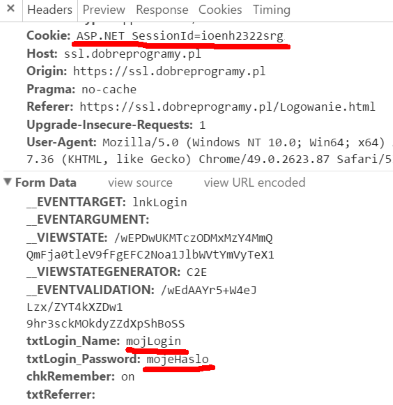 × Headers Preview Response Cookies Timing
Cookie: ASP.NET SessionId=ioenh2322srg
Host: ssl.dobreprogramy.pl
Origin: https://ssl.dobreprogramy.pl
Pragma: no-cache
Referer: https://ssl.dobreprogramy.pl/Logowanie.html
Upgrade-Insecure-Requests: 1
User-Agent: Mozilla/5.0 (Windows NT 10.0; Win64; x64)
7.36 (KHTML, like Gecko) Chrome/49.0.2623.87 Safari/5
▼ Form Data view source view URL encoded
__EVENTTARGET: lnkLogin
__EVENTARGUMENT:
__VIEWSTATE: /wEPDwUKMTczODMxMzY4MmQ
QmFja0tleV9fFgEFC2Noa1JlbWVtYmVyTeX1
__VIEWSTATEGENERATOR: C2E
__EVENTVALIDATION: /wEdAAYr5+W4eJ
Lzx/ZYT4kXZDw1
9hr3sckMOkdyZZdXpShBoSS
txtLogin_Name: mojLogin
txtLogin_Password: mojeHaslo
chkRemember: on
txtReferrer: